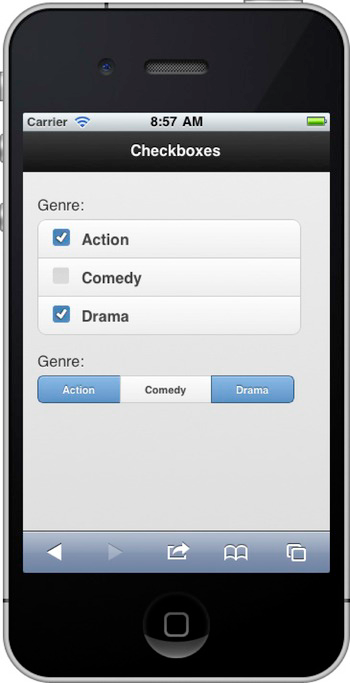 Carrier 8:57 AM
Checkboxes
Genre:
Action
Comedy
Drama
Genre:
Action Comedy Drama